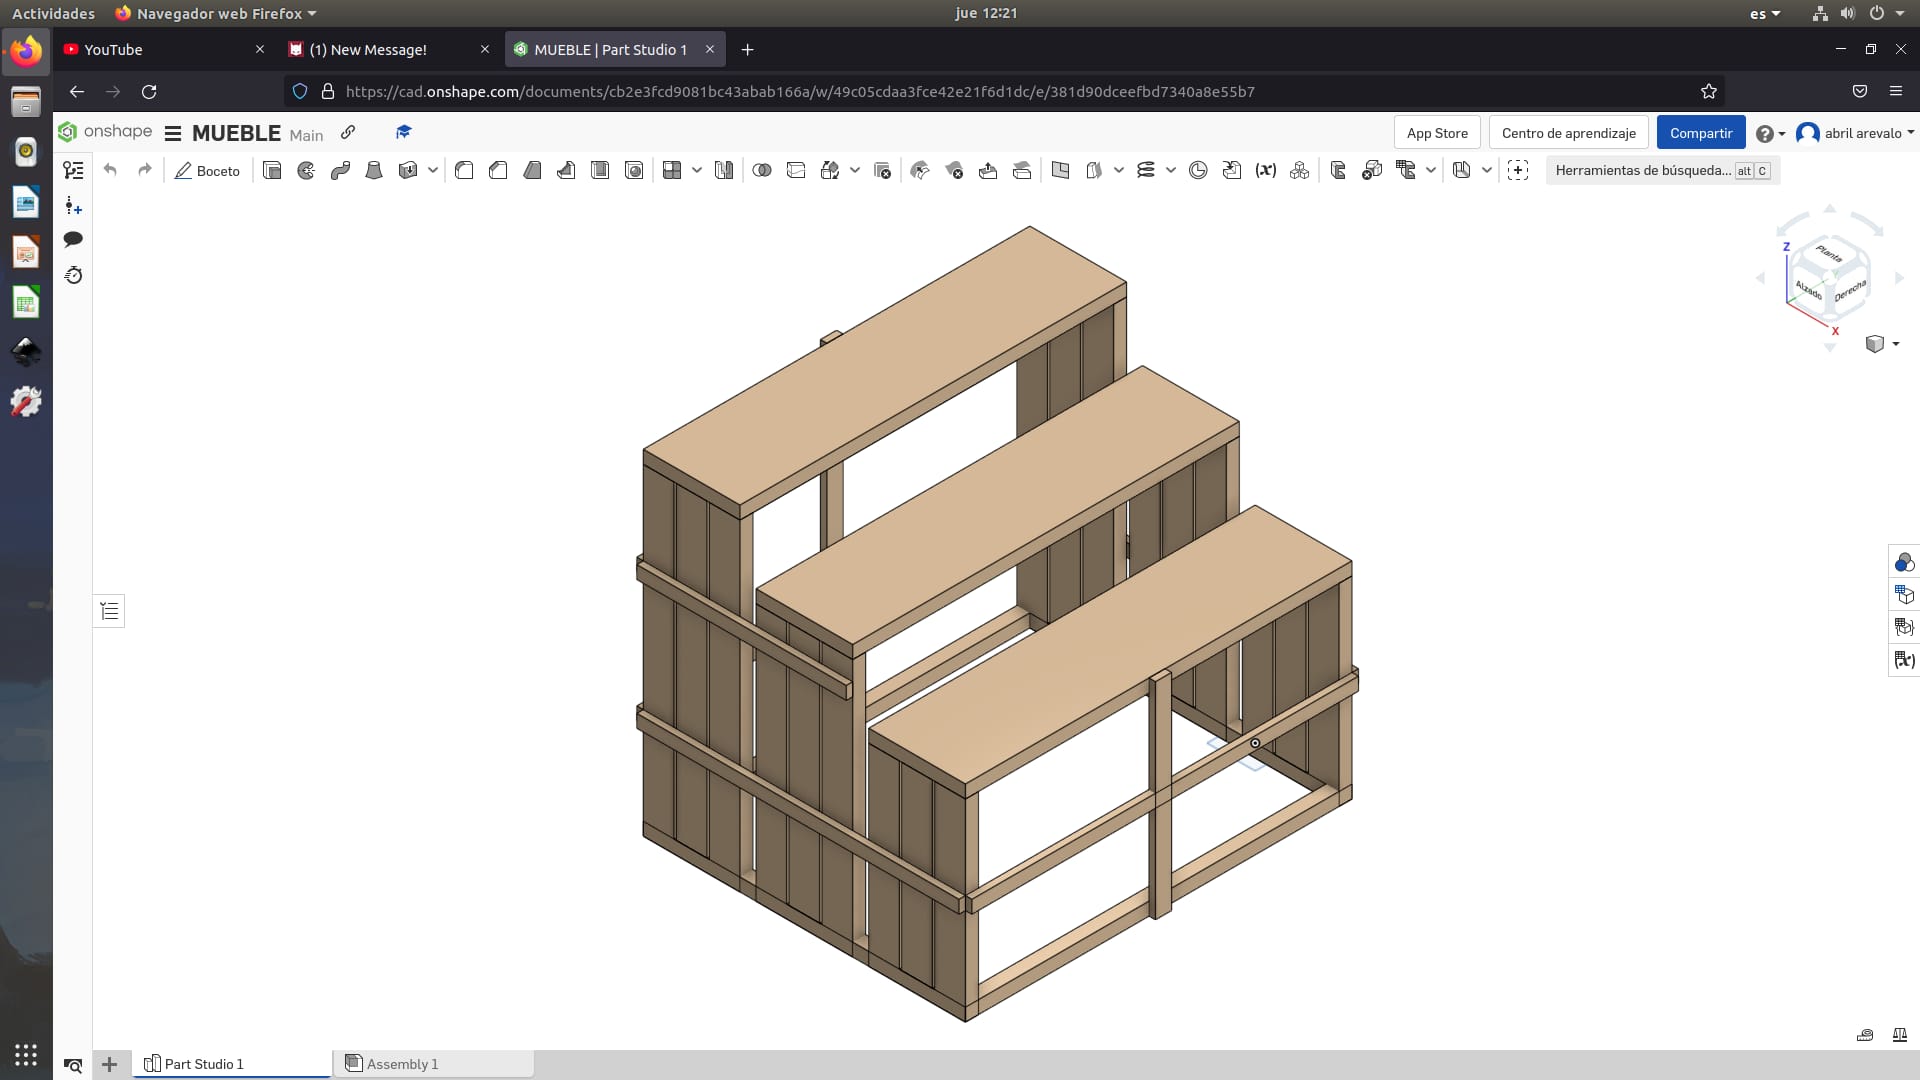 Actividades
Navegador web Firefox
jue 12:21
es
YouTube
(1) New Message!
MUEBLE | Part Studio 1
https://cad.onshape.com/documents/cb2e3fcd9081bc43abab166a/w/49c05cdaa3fce42e21f6d1dc/e/381d90dceefbd7340a8e55b7
onshape
MUEBLE Main
App Store
Centro de aprendizaje
Compartir
abril arevalo
Boceto
(x)
Herramientas de búsqueda... alt C
Z
Planta
Alzado
Derecha
X
(x)
Part Studio 1
Assembly 1